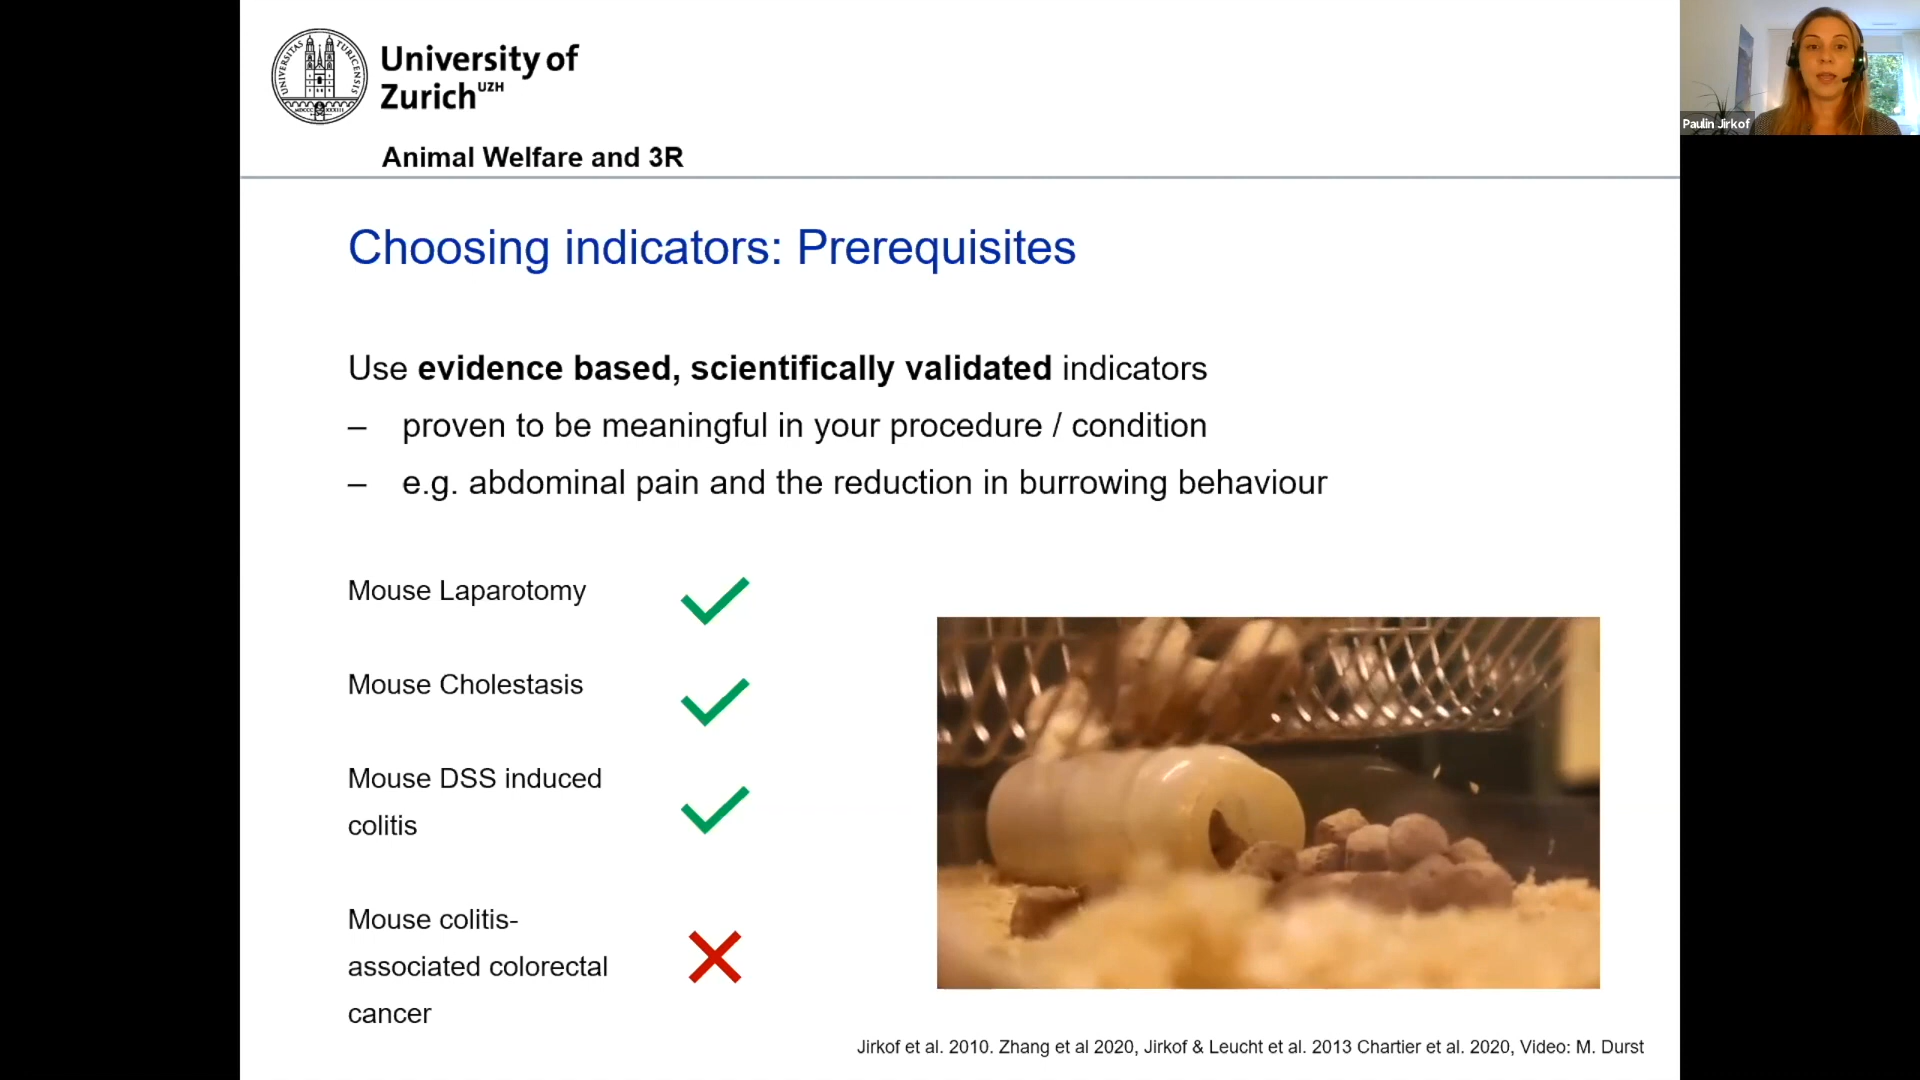 University of
Zurich UZH
Animal Welfare and 3R
Paulin Jirkof
Choosing indicators: Prerequisites
Use evidence based, scientifically validated indicators
– proven to be meaningful in your procedure / condition
– e.g. abdominal pain and the reduction in burrowing behaviour
Mouse Laparotomy
Mouse Cholestasis
Mouse DSS induced
colitis
Mouse colitis-
associated colorectal
cancer
Jirkof et al. 2010. Zhang et al 2020, Jirkof & Leucht et al. 2013 Chartier et al. 2020, Video: M. Durst